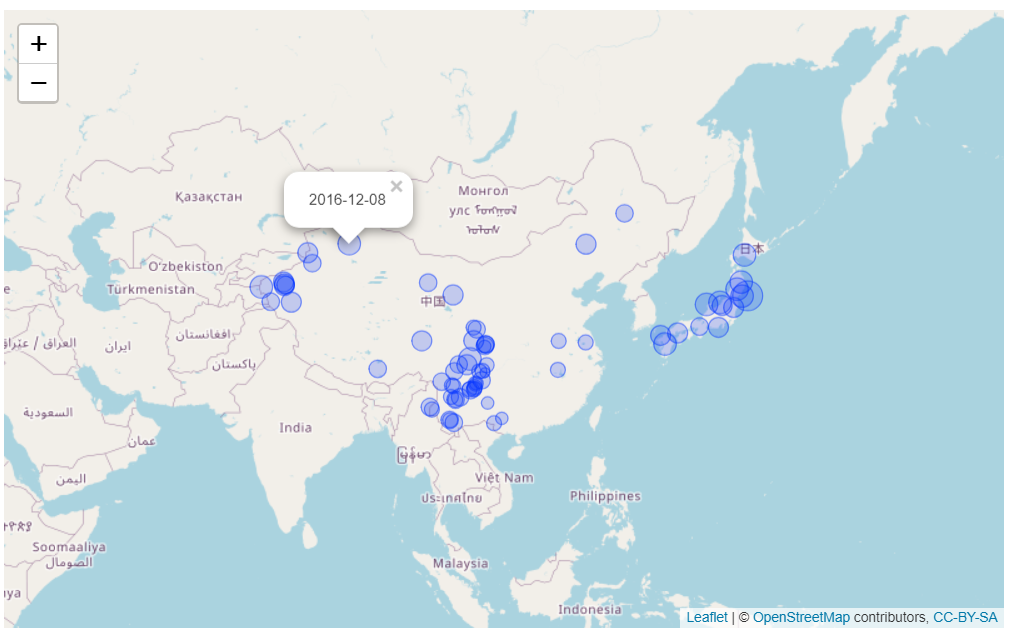 +
−
×
2016-12-08
Қазақстан
Монгол
улс
日本
O'zbekiston
Türkmenistan
中国
افغانستان
العراق / عێراق
ایران
پاکستان
السعودية
عمان
India
မြန်မာ
اليمن
Việt Nam
ประเทศไทย
Philippines
Soomaaliya
الصومال
Malaysia
Indonesia
Leaflet | © OpenStreetMap contributors, CC-BY-SA